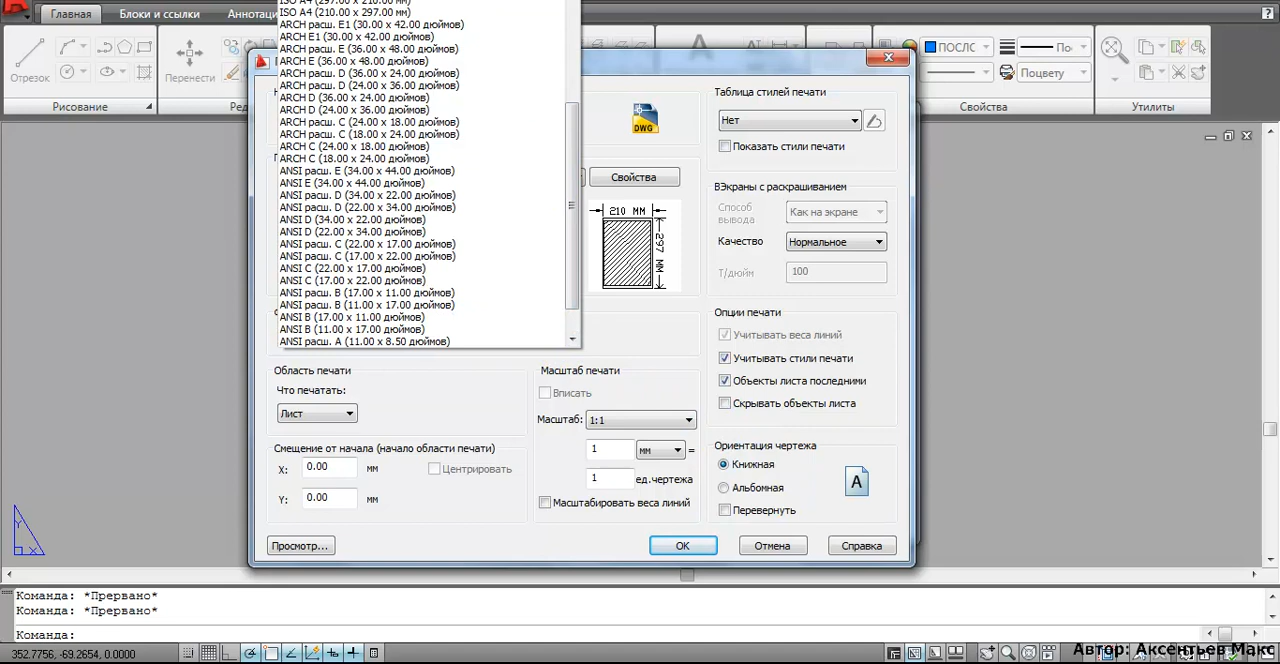 Главная
Блоки и ссылки
Аннотаци
ISO A4 (297.00 x 210.00 мм)
ISO A4 (210.00 x 297.00 мм)
ARCH расш. E1 (30.00 x 42.00 дюймов)
ARCH E1 (30.00 x 42.00 дюймов)
ARCH расш. E (36.00 x 48.00 дюймов)
ARCH E (36.00 x 48.00 дюймов)
ARCH расш. D (36.00 x 24.00 дюймов)
ARCH расш. D (24.00 x 36.00 дюймов)
ARCH D (36.00 x 24.00 дюймов)
ARCH D (24.00 x 36.00 дюймов)
ARCH расш. C (24.00 x 18.00 дюймов)
ARCH расш. C (18.00 x 24.00 дюймов)
ARCH C (24.00 x 18.00 дюймов)
ARCH C (18.00 x 24.00 дюймов)
ANSI расш. E (34.00 x 44.00 дюймов)
ANSI E (34.00 x 44.00 дюймов)
ANSI расш. D (34.00 x 22.00 дюймов)
ANSI расш. D (22.00 x 34.00 дюймов)
ANSI D (34.00 x 22.00 дюймов)
ANSI D (22.00 x 34.00 дюймов)
ANSI расш. C (22.00 x 17.00 дюймов)
ANSI расш. C (17.00 x 22.00 дюймов)
ANSI C (22.00 x 17.00 дюймов)
ANSI C (17.00 x 22.00 дюймов)
ANSI расш. B (17.00 x 11.00 дюймов)
ANSI расш. B (11.00 x 17.00 дюймов)
ANSI B (17.00 x 11.00 дюймов)
ANSI B (11.00 x 17.00 дюймов)
ANSI расш. A (11.00 x 8.50 дюймов)
Отрезок
Перенести
Рисование
Ред
ПОСЛС
По:
Поцвету
Свойства
Утилиты
DWG
Свойства
210 MM
297 MM
Таблица стилей печати
Нет
Показать стили печати
ВЭкраны с раскрашиванием
Способ вывода
Как на экране
Качество
Нормальное
Т/дюйм
100
Опции печати
Учитывать веса линий
Учитывать стили печати
Объекты листа последними
Скрывать объекты листа
Область печати
Что печатать:
Лист
Масштаб печати
Вписать
Масштаб:
1:1
1
мм
=
1
ед.чертежа
Масштабировать веса линий
Смещение от начала (начало области печати)
X:
0.00
мм
Центрировать
Y:
0.00
мм
Ориентация чертежа
Книжная
Альбомная
Перевернуть
A
Просмотр...
OK
Отмена
Справка
Y
X
Команда: *Прервано*
Команда: *Прервано*
Команда:
352.7756, -69.2654, 0.0000
Автор: Аксентьев Макс